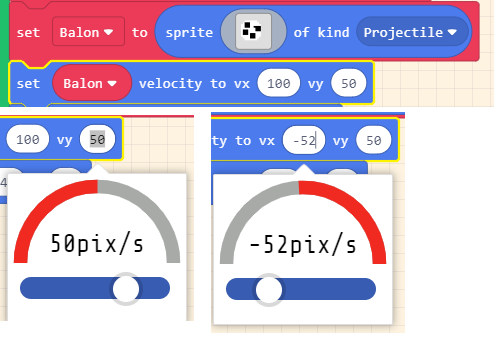 set Balon to sprite of kind Projectile
set Balon velocity to vx 100 vy 50
100 vy 50
4
50pix/s
ty to vx -52 vy 50
-52pix/s